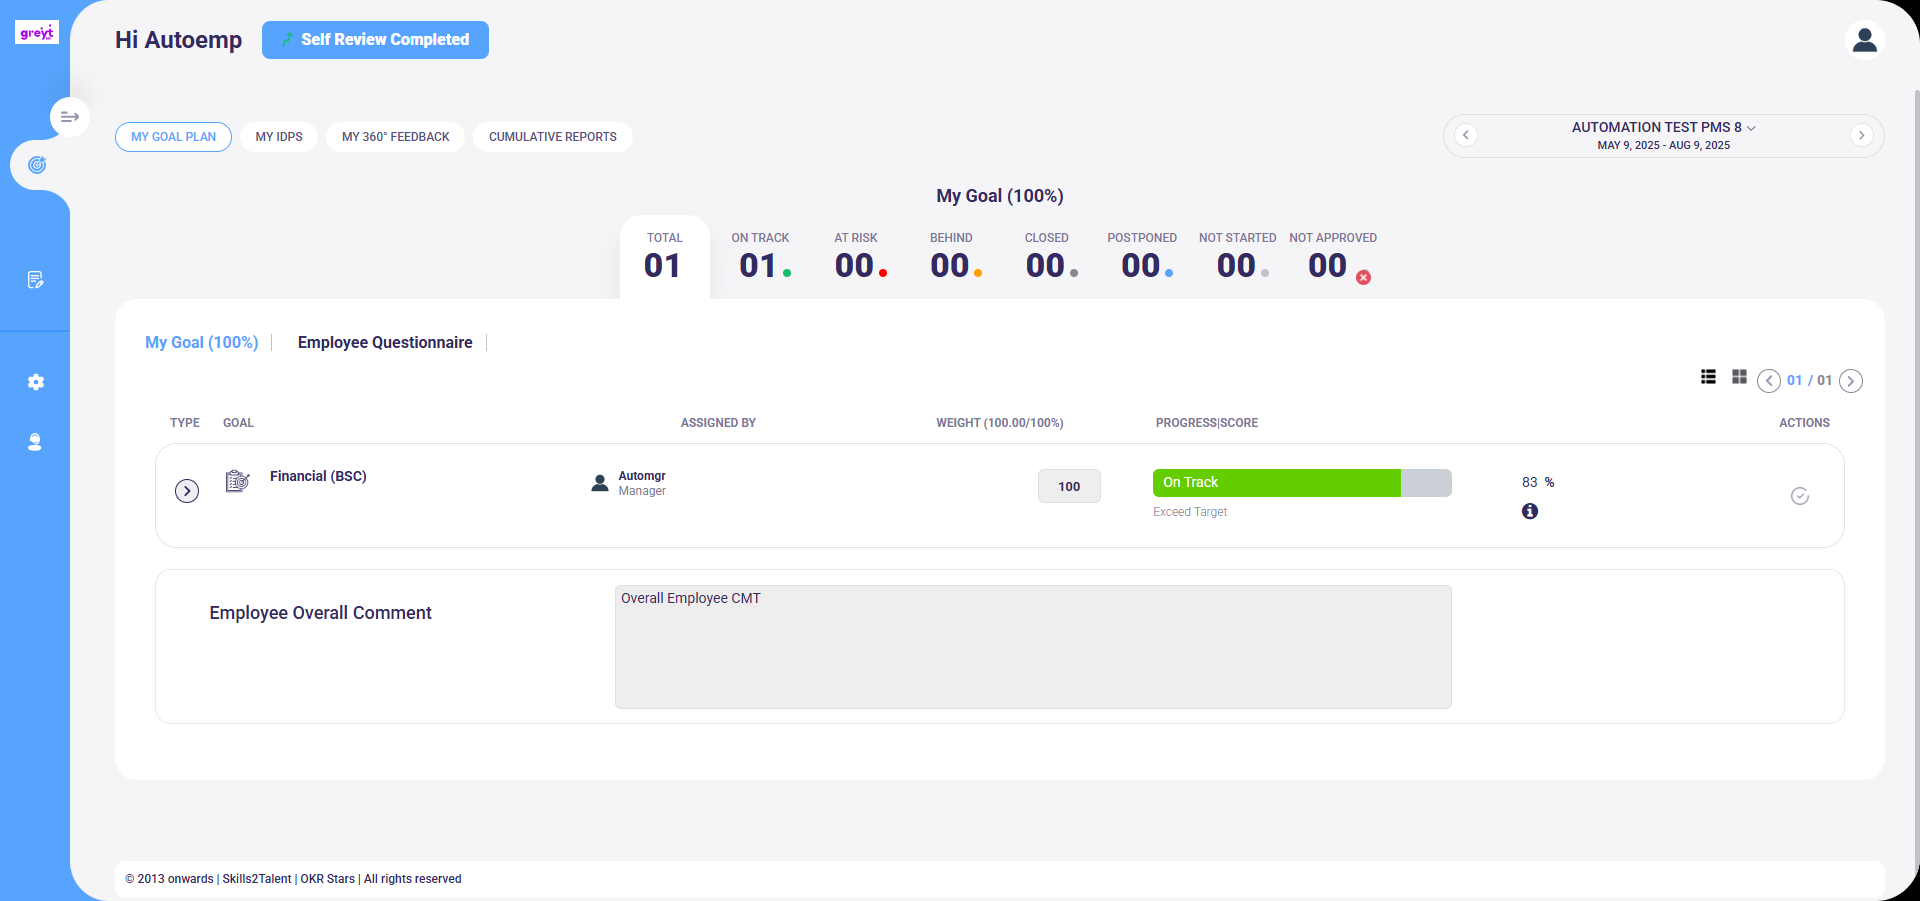 greyt
Hi Autoemp
Self Review Completed
MY GOAL PLAN
MY IDPS
MY 360° FEEDBACK
CUMULATIVE REPORTS
AUTOMATION TEST PMS 8
MAY 9, 2025 - AUG 9, 2025
My Goal (100%)
TOTAL
01
ON TRACK
01
AT RISK
00
BEHIND
00
CLOSED
00
POSTPONED
00
NOT STARTED
00
NOT APPROVED
00
My Goal (100%)
Employee Questionnaire
01 / 01
TYPE GOAL ASSIGNED BY WEIGHT (100.00/100%) PROGRESS|SCORE ACTIONS
Financial (BSC)
Automgr
Manager
100
On Track
Exceed Target
83 %
Employee Overall Comment
Overall Employee CMT
© 2013 onwards | Skills2Talent | OKR Stars | All rights reserved